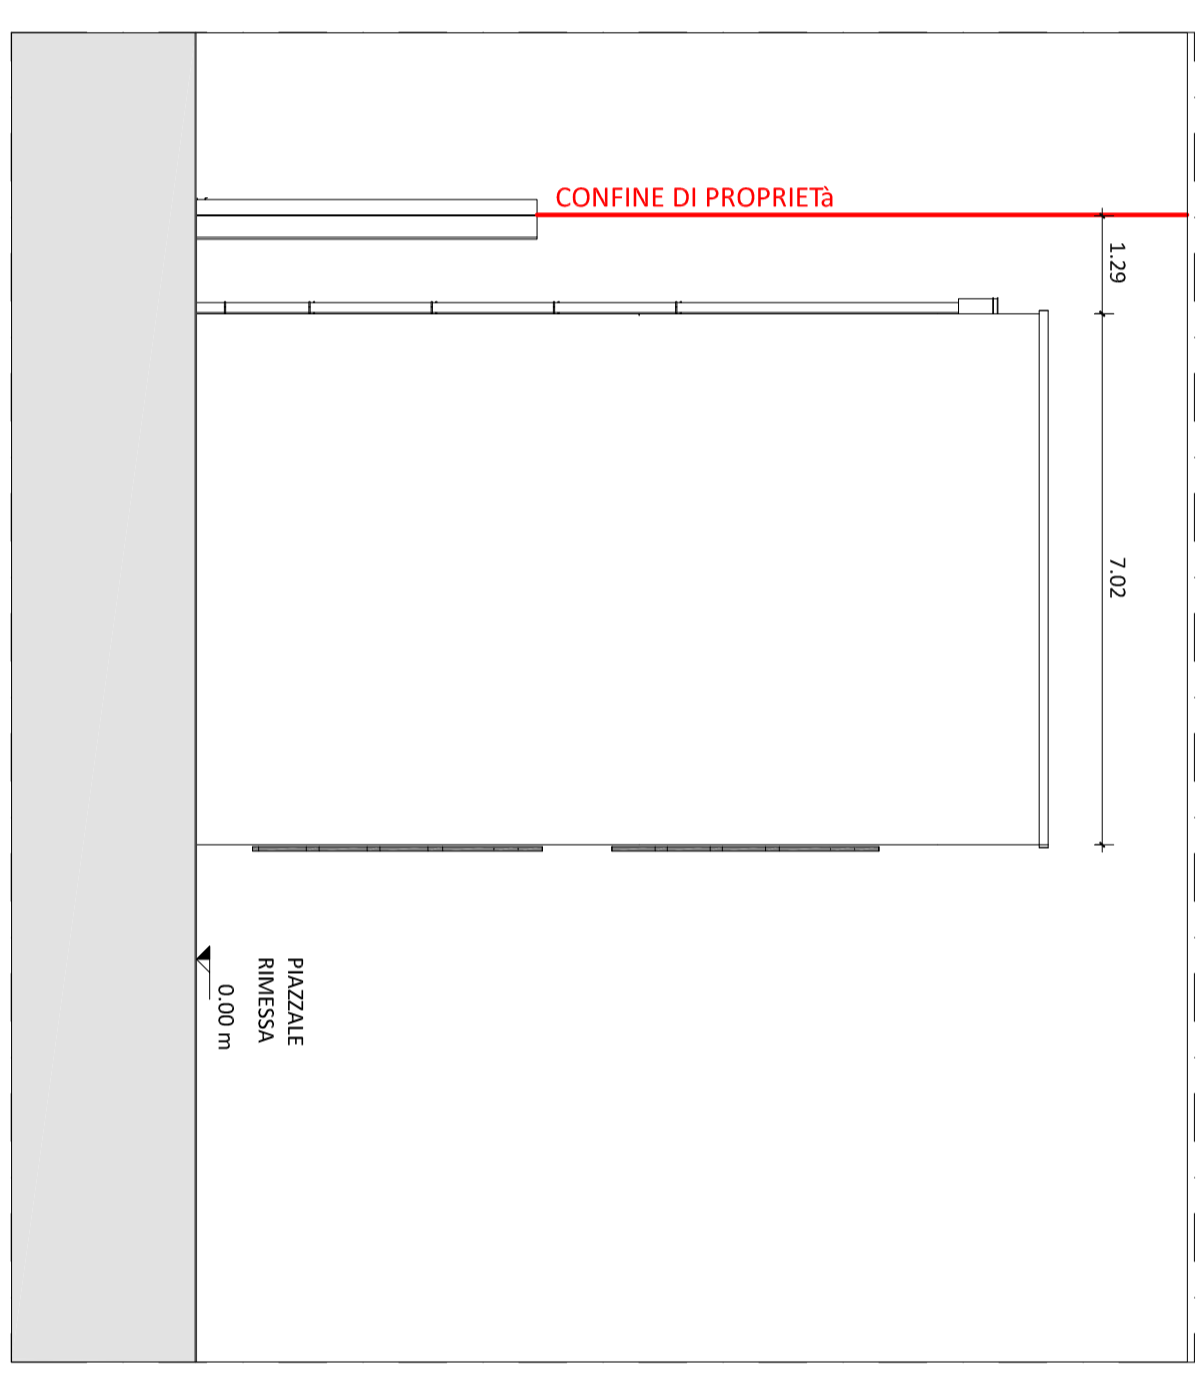 CONFINE DI PROPRIETà
1.29
7.02
PIAZZALE
RIMESSA
0.00 m